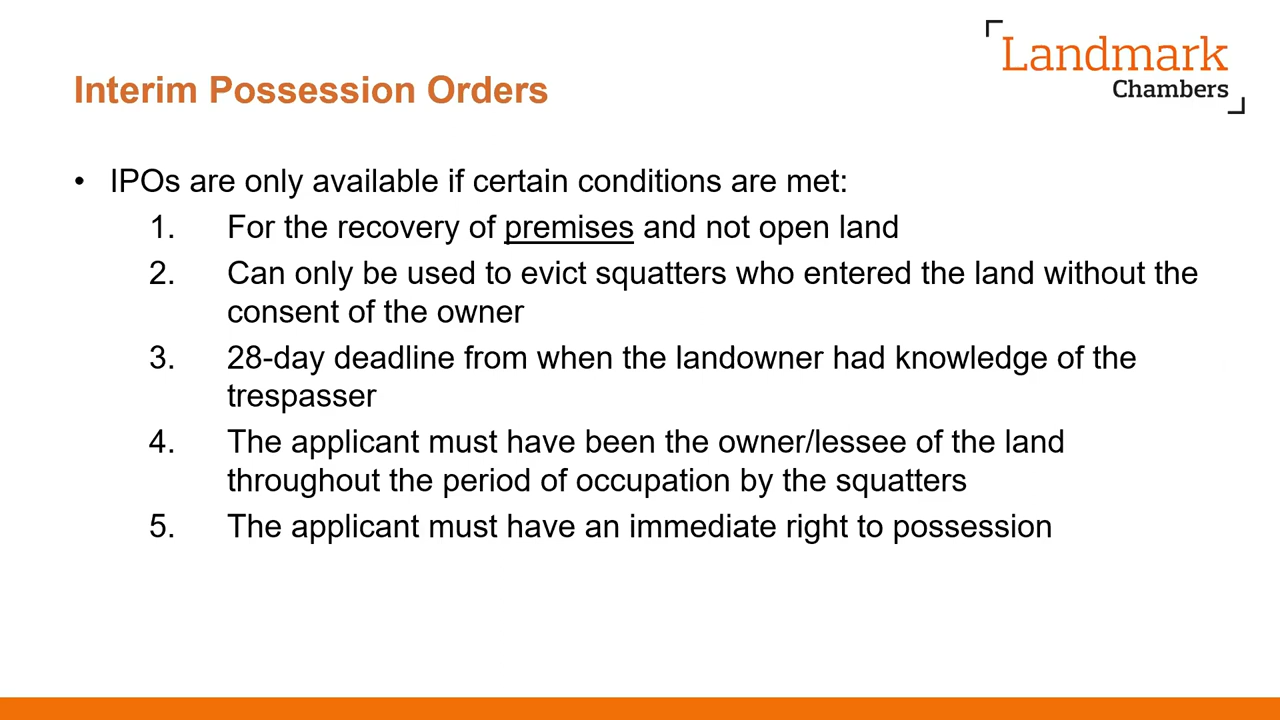 Landmark
Chambers
Interim Possession Orders
• IPOs are only available if certain conditions are met:
1. For the recovery of premises and not open land
2. Can only be used to evict squatters who entered the land without the
consent of the owner
3. 28-day deadline from when the landowner had knowledge of the
trespasser
4. The applicant must have been the owner/lessee of the land
throughout the period of occupation by the squatters
5. The applicant must have an immediate right to possession